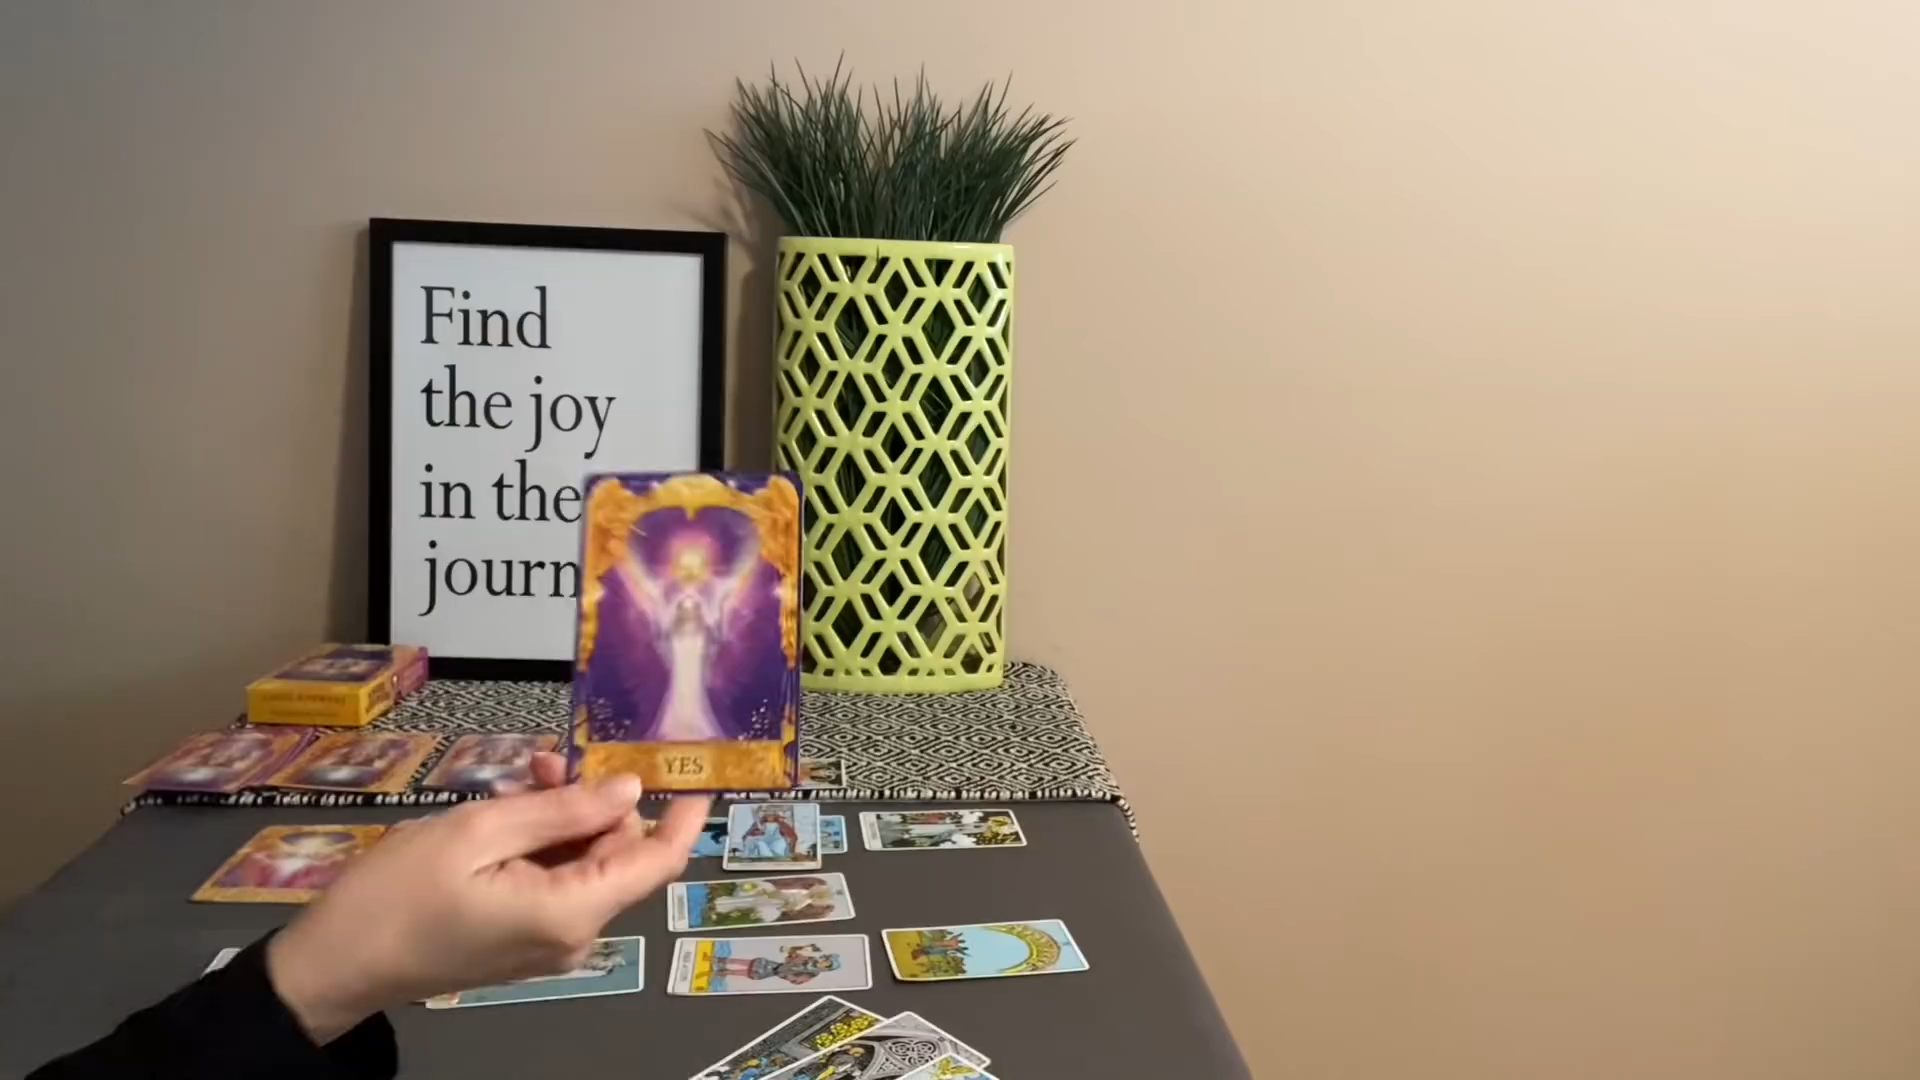 Find
the joy
in the
journ
YES